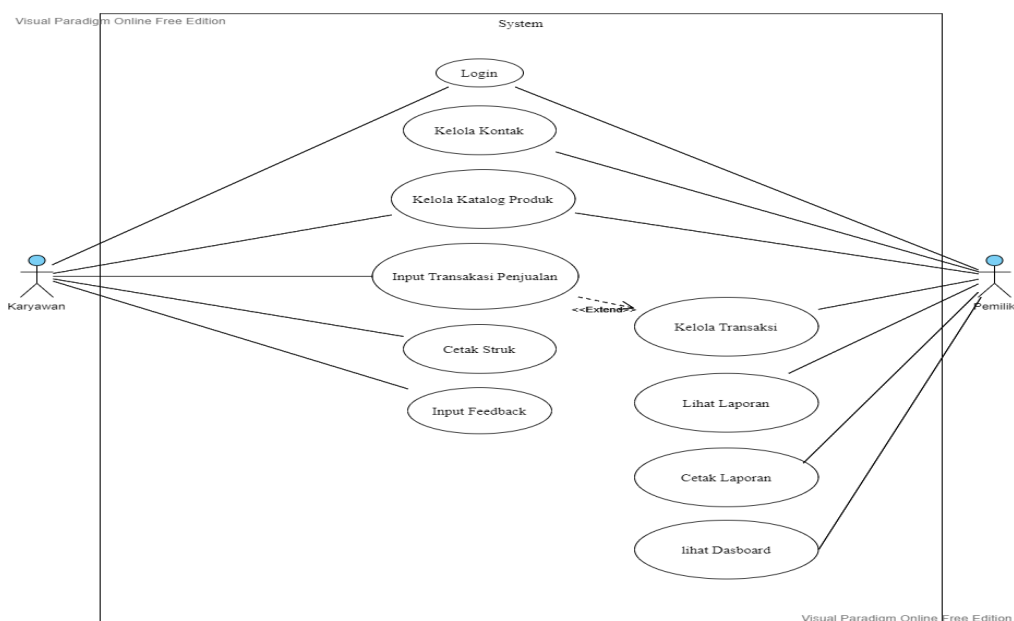 Visual Paradigm Online Free Edition
System
Login
Kelola Kontak
Kelola Katalog Produk
Input Transakasi Penjualan
<<Extend>>
Karyawan
Pemilik
Kelola Transaksi
Cetak Struk
Lihat Laporan
Input Feedback
Cetak Laporan
lihat Dasboard
Visual Paradigm Online Free Edition